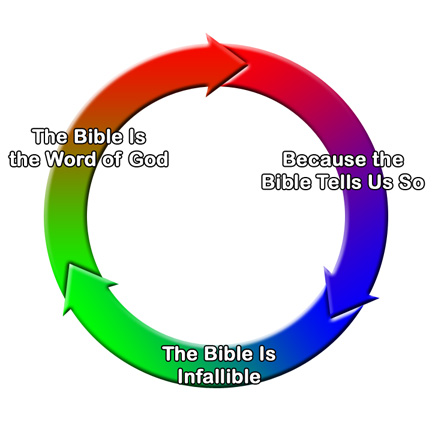 The Bible Is
the Word of God
Because the
Bible Tells Us So
The Bible Is
Infallible